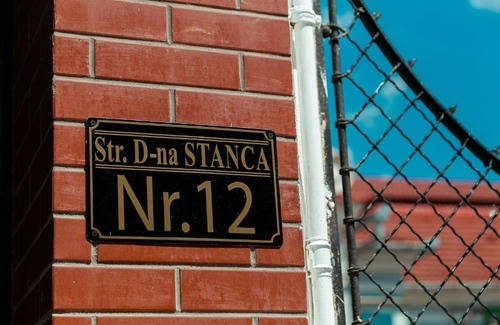 Str. D-na STANCA
Nr.12